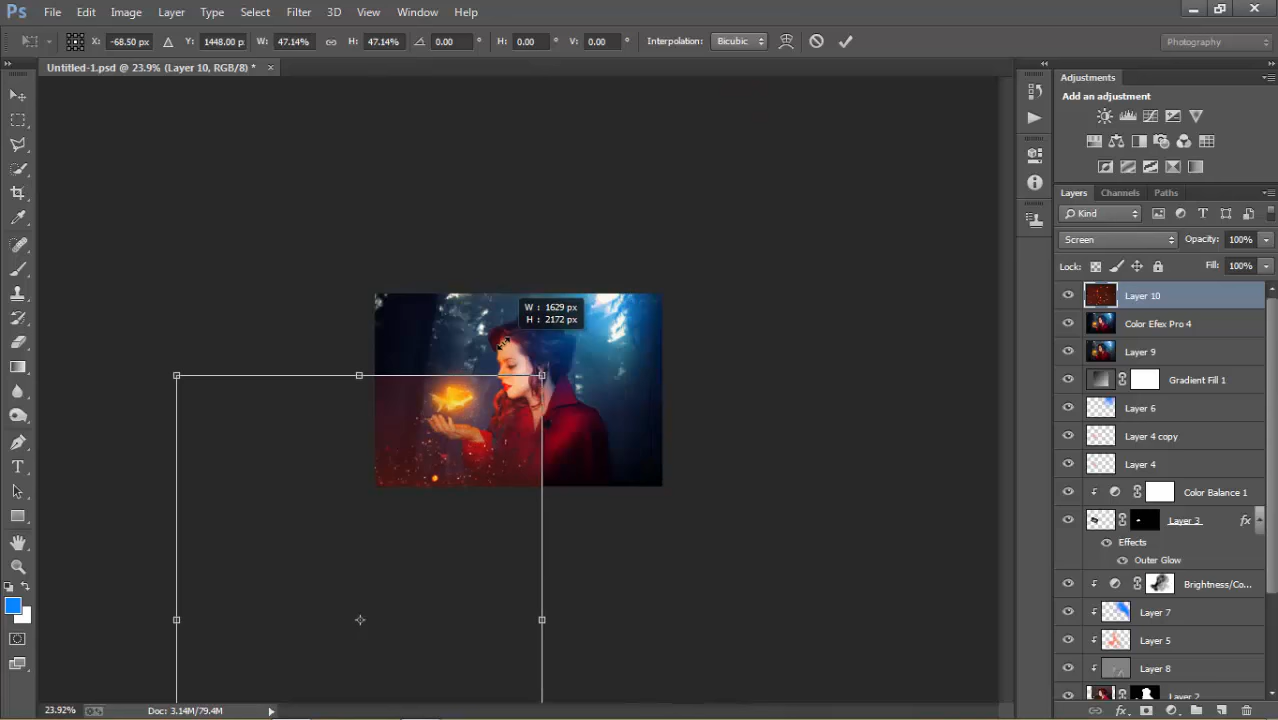 Ps File Edit Image Layer Type Select Filter 3D View Window Help
X: -68.50 px Y: 1448.00 p W: 47.14% H: 47.14% 0.00 ° H: 0.00 V: 0.00 ° Interpolation: Bicubic Photography
Untitled-1.psd @ 23.9% (Layer 10, RGB/8) * ×
Adjustments
Add an adjustment
Layers Channels Paths
Kind
Screen Opacity: 100%
Lock: Fill: 100%
Layer 10
W : 1629 px
H : 2172 px
Color Efex Pro 4
Layer 9
Gradient Fill 1
Layer 6
Layer 4 copy
Layer 4
Color Balance 1
Layer 3 fx
Effects
Outer Glow
Brightness/Co...
Layer 7
Layer 5
Layer 8
Layer 2
23.92% Doc: 3.14M/79.4M
fx